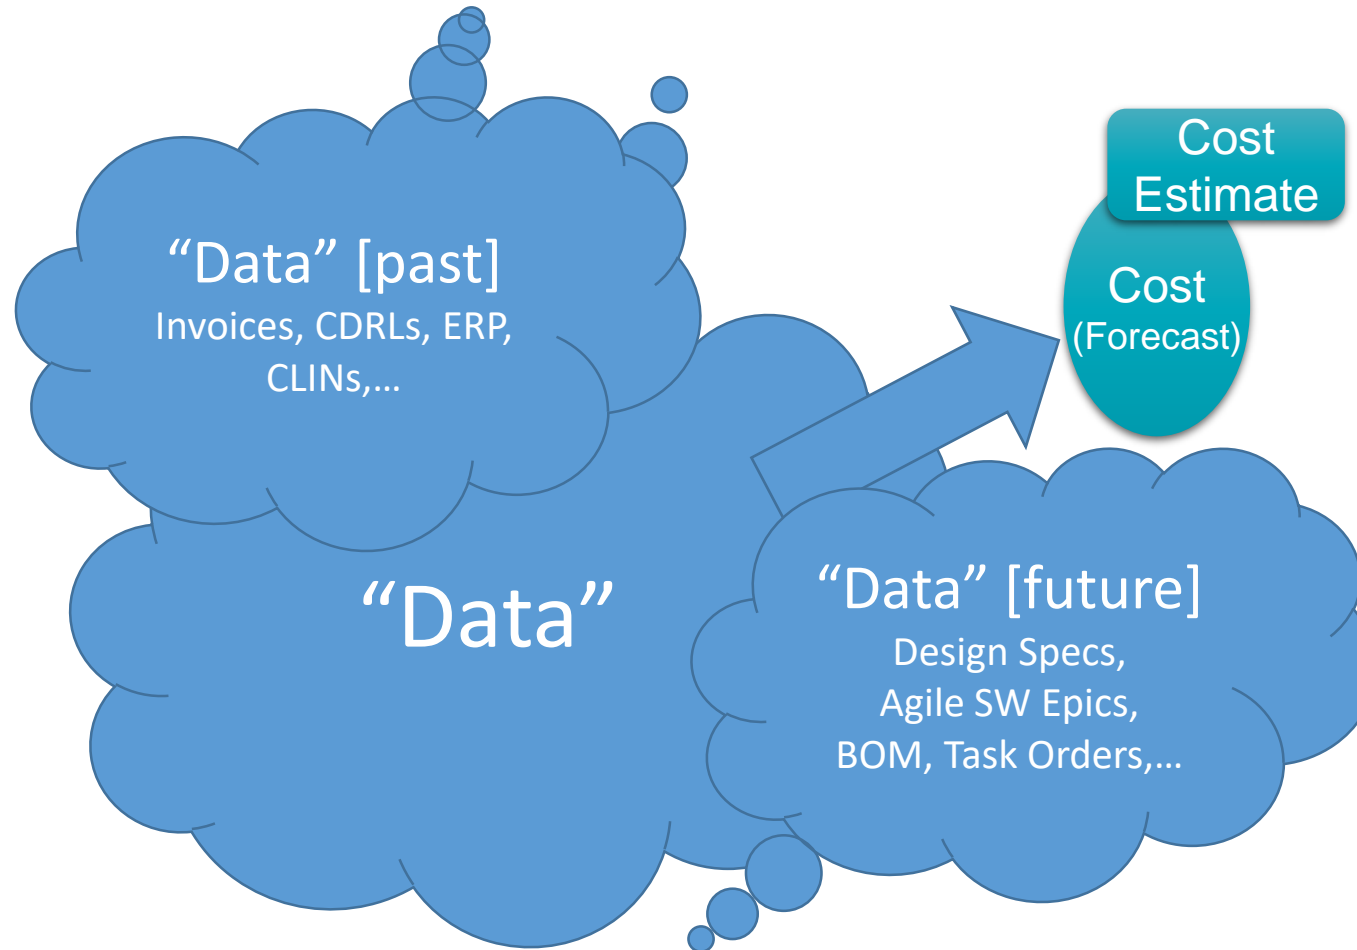 “Data” [past]
Invoices, CDRLs, ERP,
CLINs,...
Cost
Estimate
Cost
(Forecast)
“Data”
“Data” [future]
Design Specs,
Agile SW Epics,
BOM, Task Orders,...